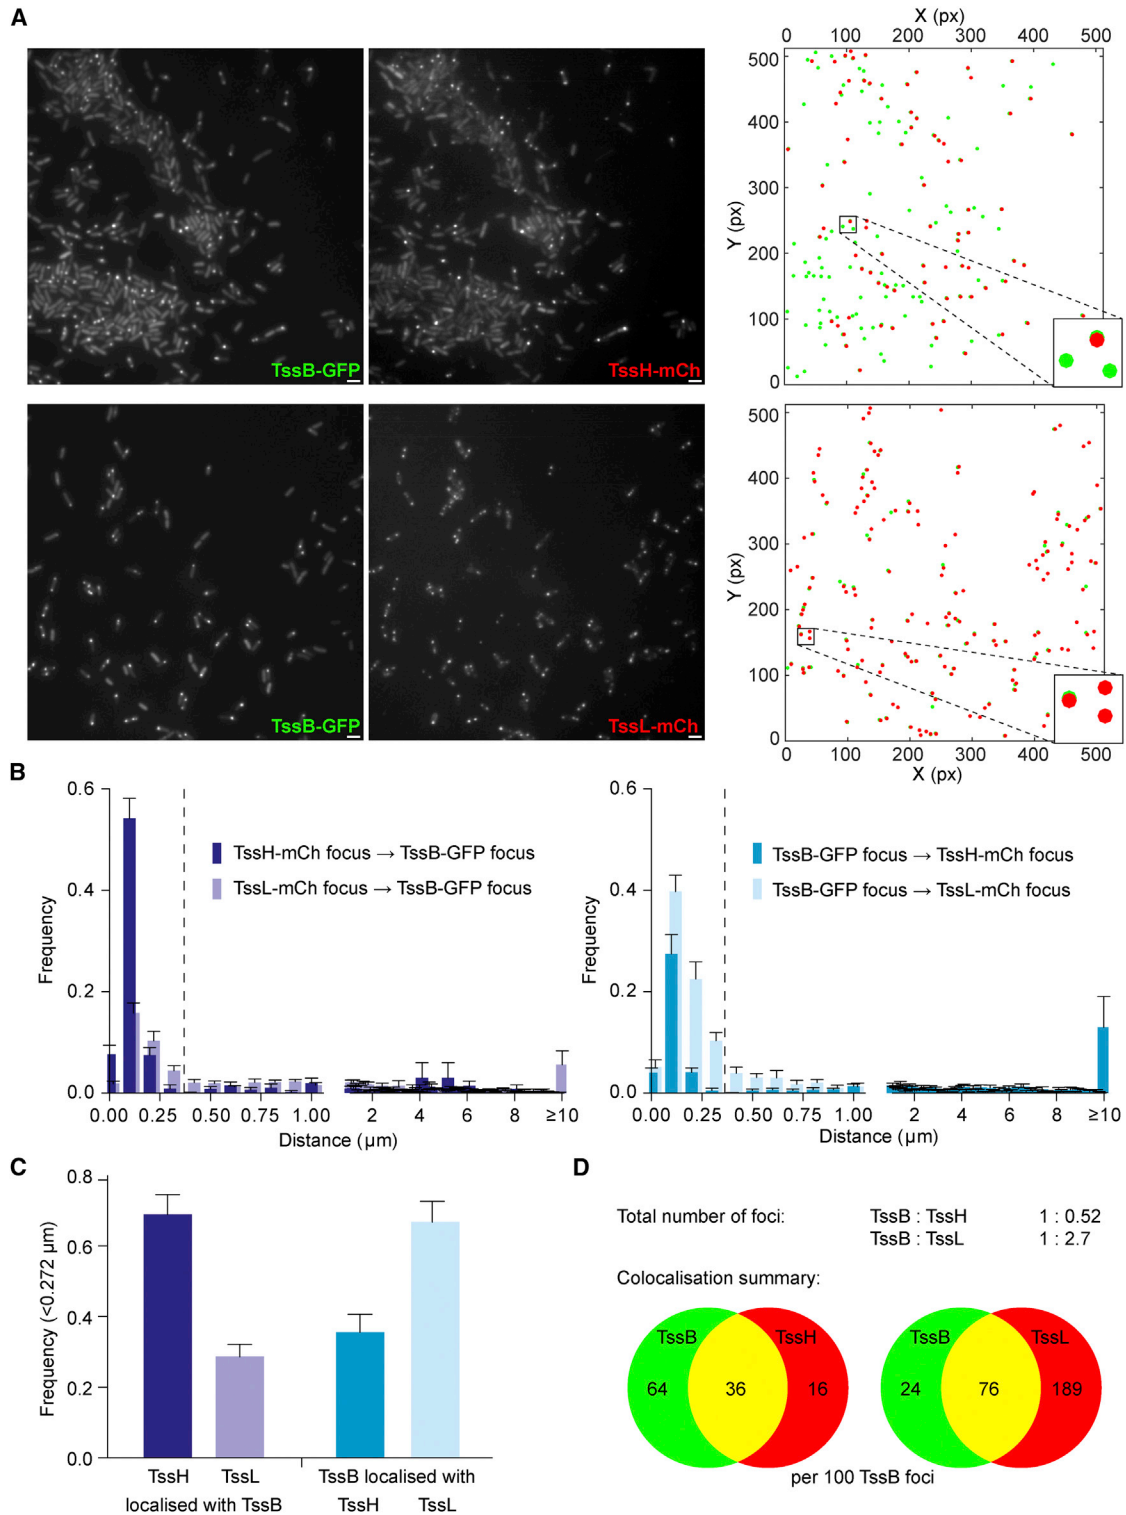 A
X (px)
0 100 200 300 400 500
500
400
300
200
100
0
Y (px)
TssB-GFP
TssH-mCh
500
400
300
200
100
0
Y (px)
TssB-GFP
TssL-mCh
0 100 200 300 400 500
X (px)
B
0.6
0.4
0.2
0.0
Frequency
TssH-mCh focus → TssB-GFP focus
TssL-mCh focus → TssB-GFP focus
0.00 0.25 0.50 0.75 1.00 2 4 6 8 ≥10
Distance (µm)
0.6
0.4
0.2
0.0
Frequency
TssB-GFP focus → TssH-mCh focus
TssB-GFP focus → TssL-mCh focus
0.00 0.25 0.50 0.75 1.00 2 4 6 8 ≥10
Distance (µm)
C
0.8
0.6
0.4
0.2
0.0
Frequency (<0.272 µm)
TssH TssL
localised with TssB
TssB localised with
TssH TssL
D
Total number of foci: TssB : TssH 1 : 0.52
TssB : TssL 1 : 2.7
Colocalisation summary:
TssB TssH
64 36 16
TssB TssL
24 76 189
per 100 TssB foci